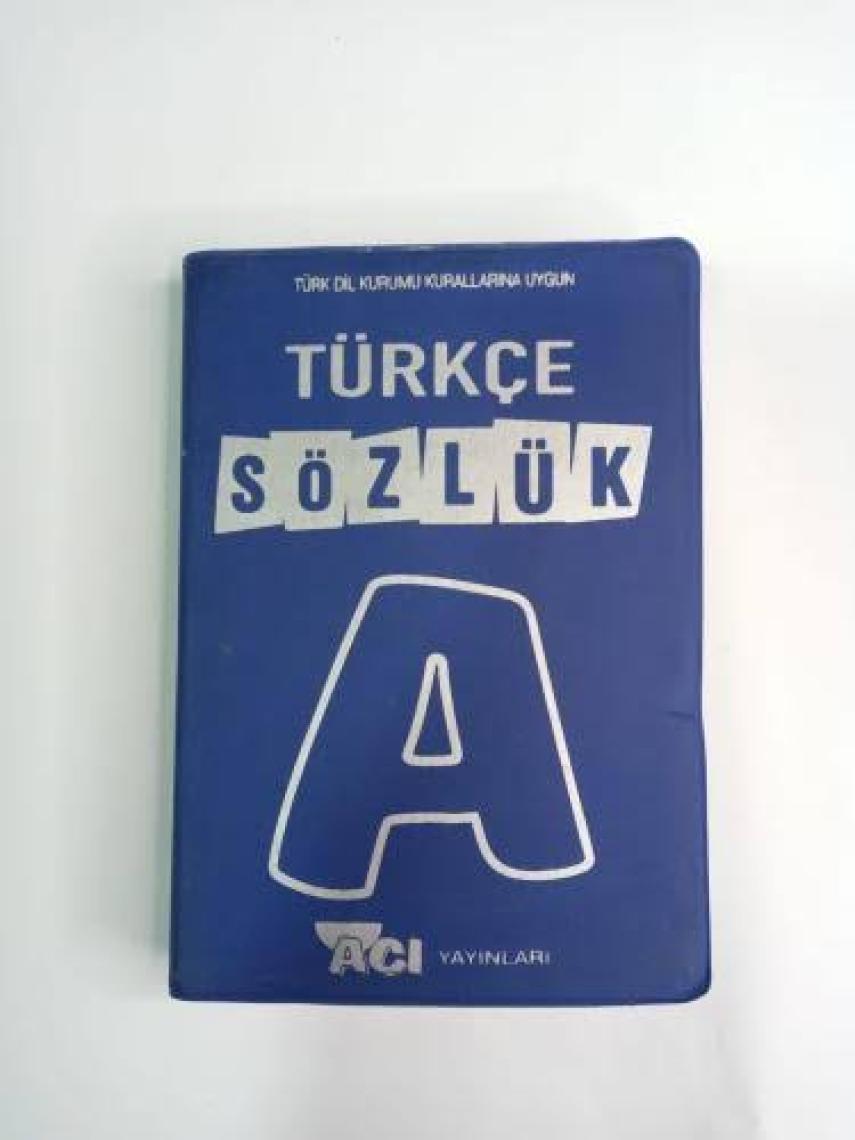 TÜRK DİL KURUMU KURALLARINA UYGUN
TÜRKÇE
SÖZLÜK
A
AÇI YAYINLARI